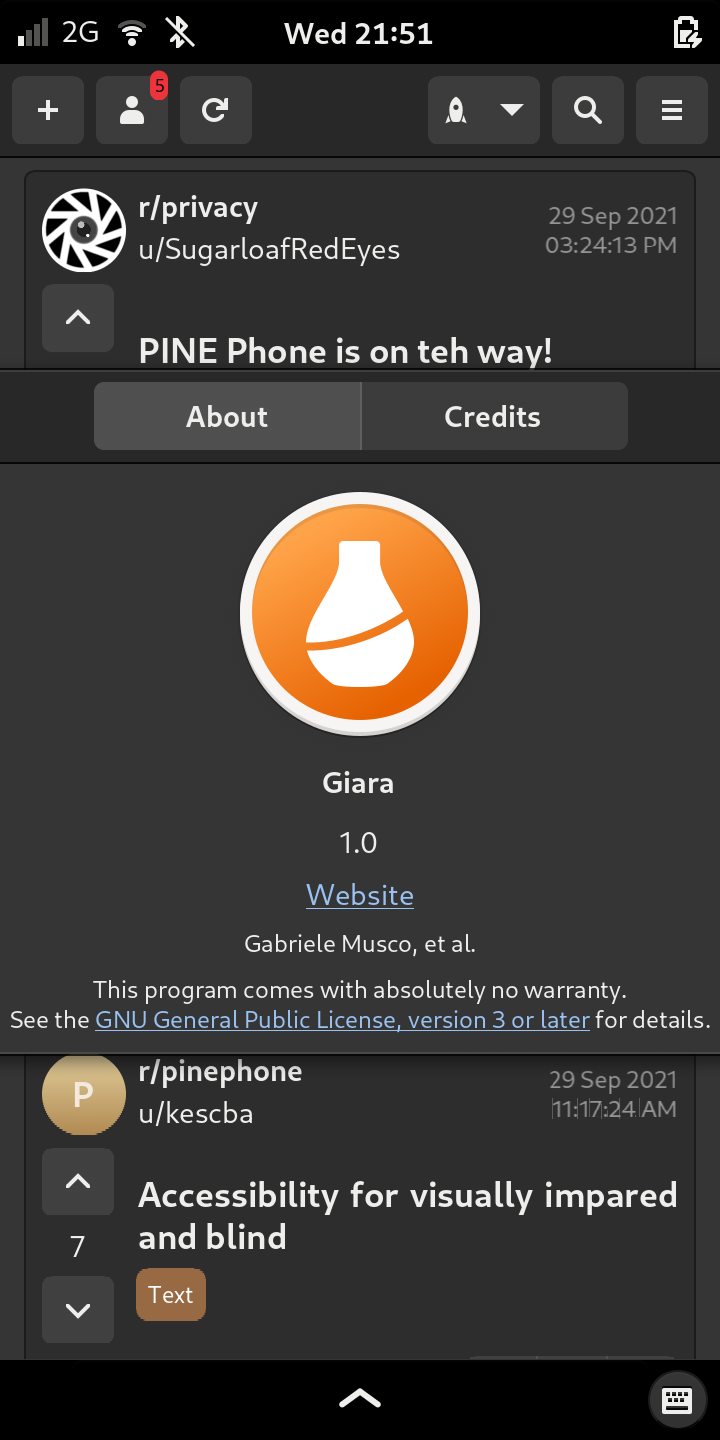 2G Wed 21:51
5
r/privacy 29 Sep 2021
u/SugarloafRedEyes 03:24:13 PM
PINE Phone is on teh way!
About Credits
Giara
1.0
Website
Gabriele Musco, et al.
This program comes with absolutely no warranty.
See the GNU General Public License, version 3 or later for details.
P r/pinephone 29 Sep 2021
u/kescba 11:17:24 AM
Accessibility for visually impared
and blind
7
Text